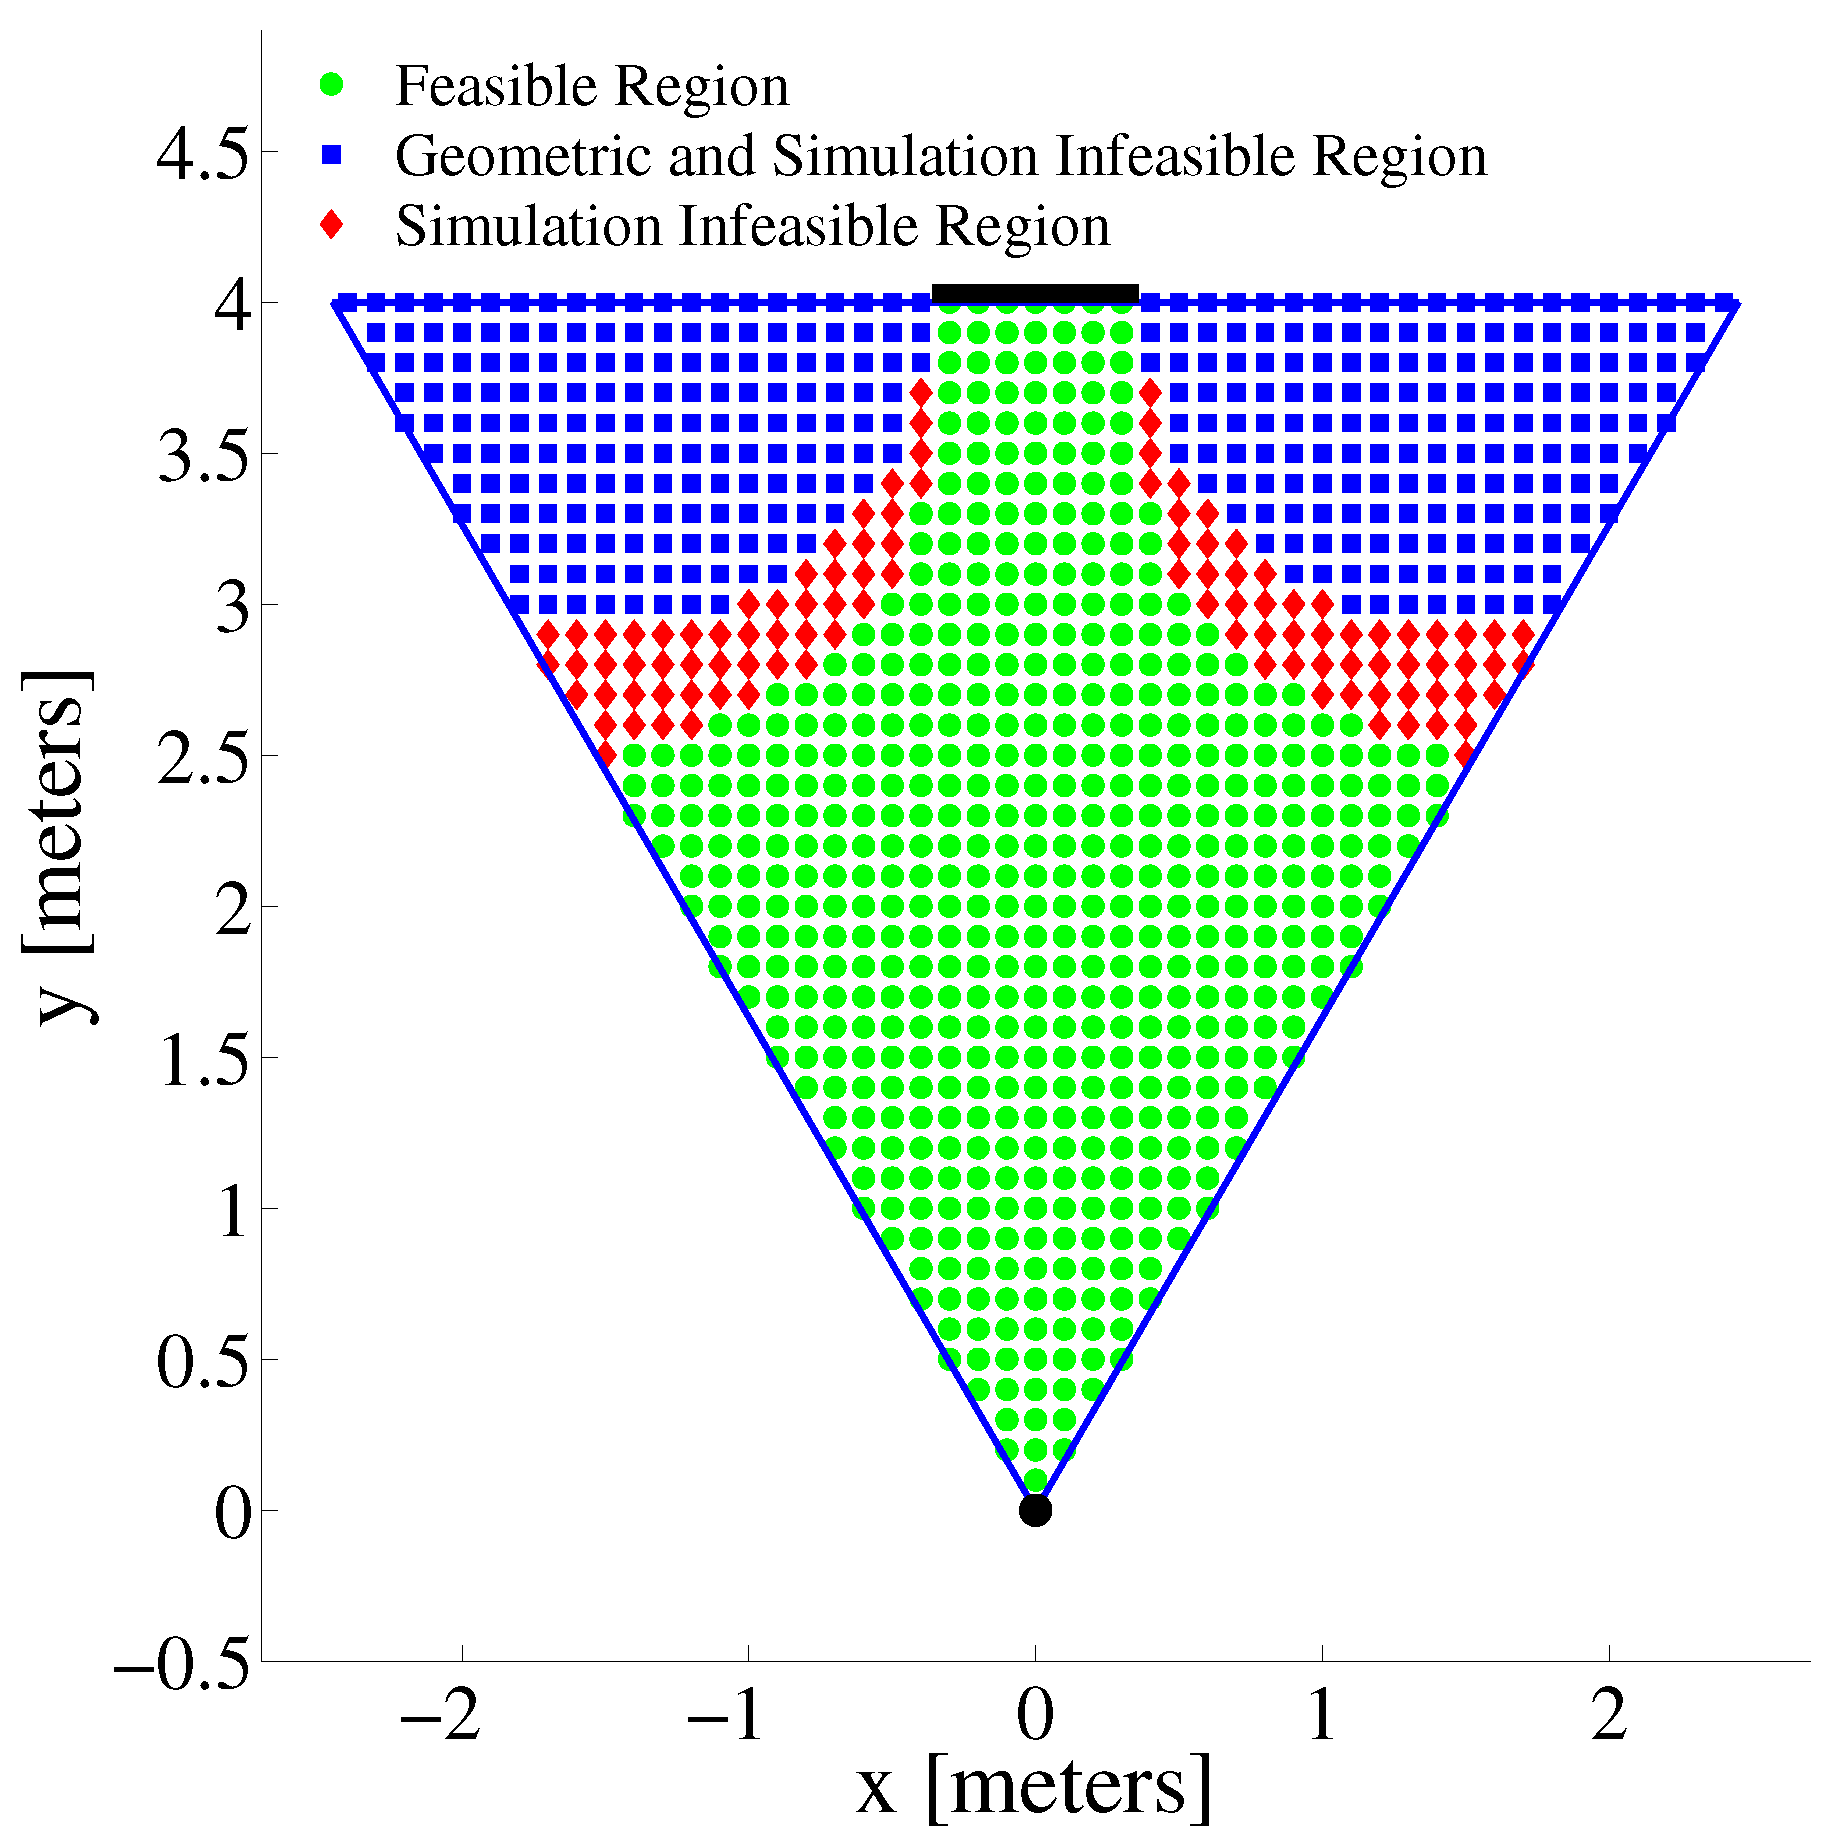 Feasible Region
Geometric and Simulation Infeasible Region
Simulation Infeasible Region
4.5
4
3.5
3
2.5
2
1.5
1
0.5
0
−0.5
−2 −1 0 1 2
x [meters]
y [meters]